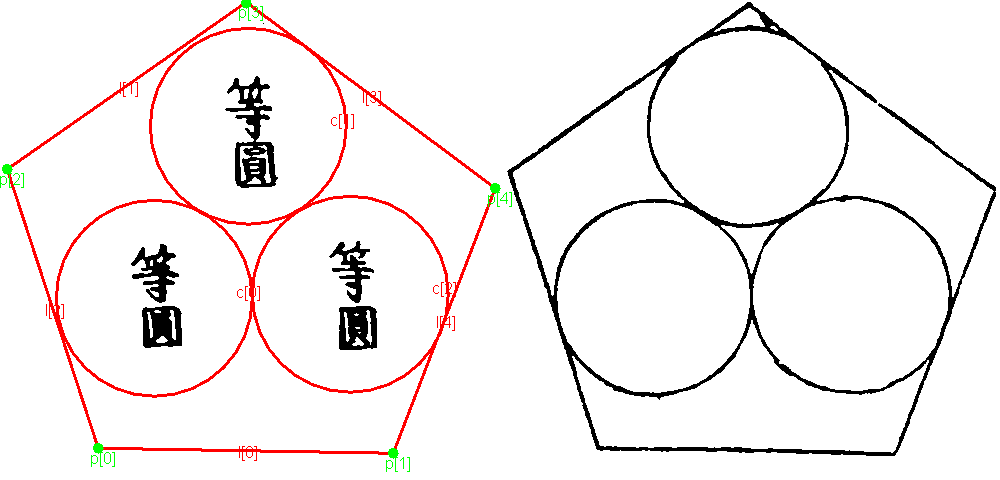 p[3]
l[1]
l[3]
等
圓
c[1]
p[2]
p[4]
等
圓
等
圓
c[0]
c[2]
l[2]
l[4]
p[0]
l[0]
p[1]